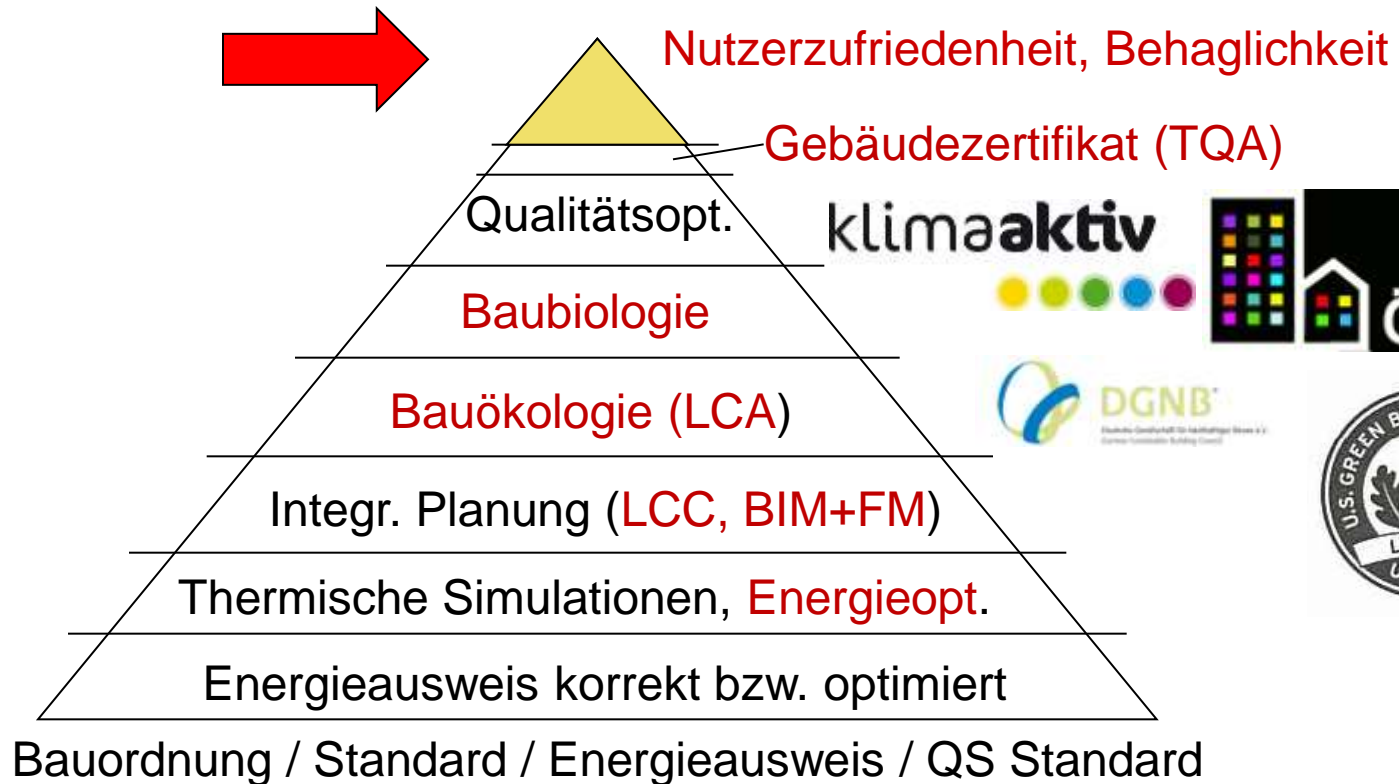 Nutzerzufriedenheit, Behaglichkeit
Gebäudezertifikat (TQA)
Qualitätsopt.
klimaaktiv
Baubiologie
Bauökologie (LCA)
DGNB
Integr. Planung (LCC, BIM+FM)
U.S. GREEN B
Thermische Simulationen, Energieopt.
Energieausweis korrekt bzw. optimiert
Bauordnung / Standard / Energieausweis / QS Standard